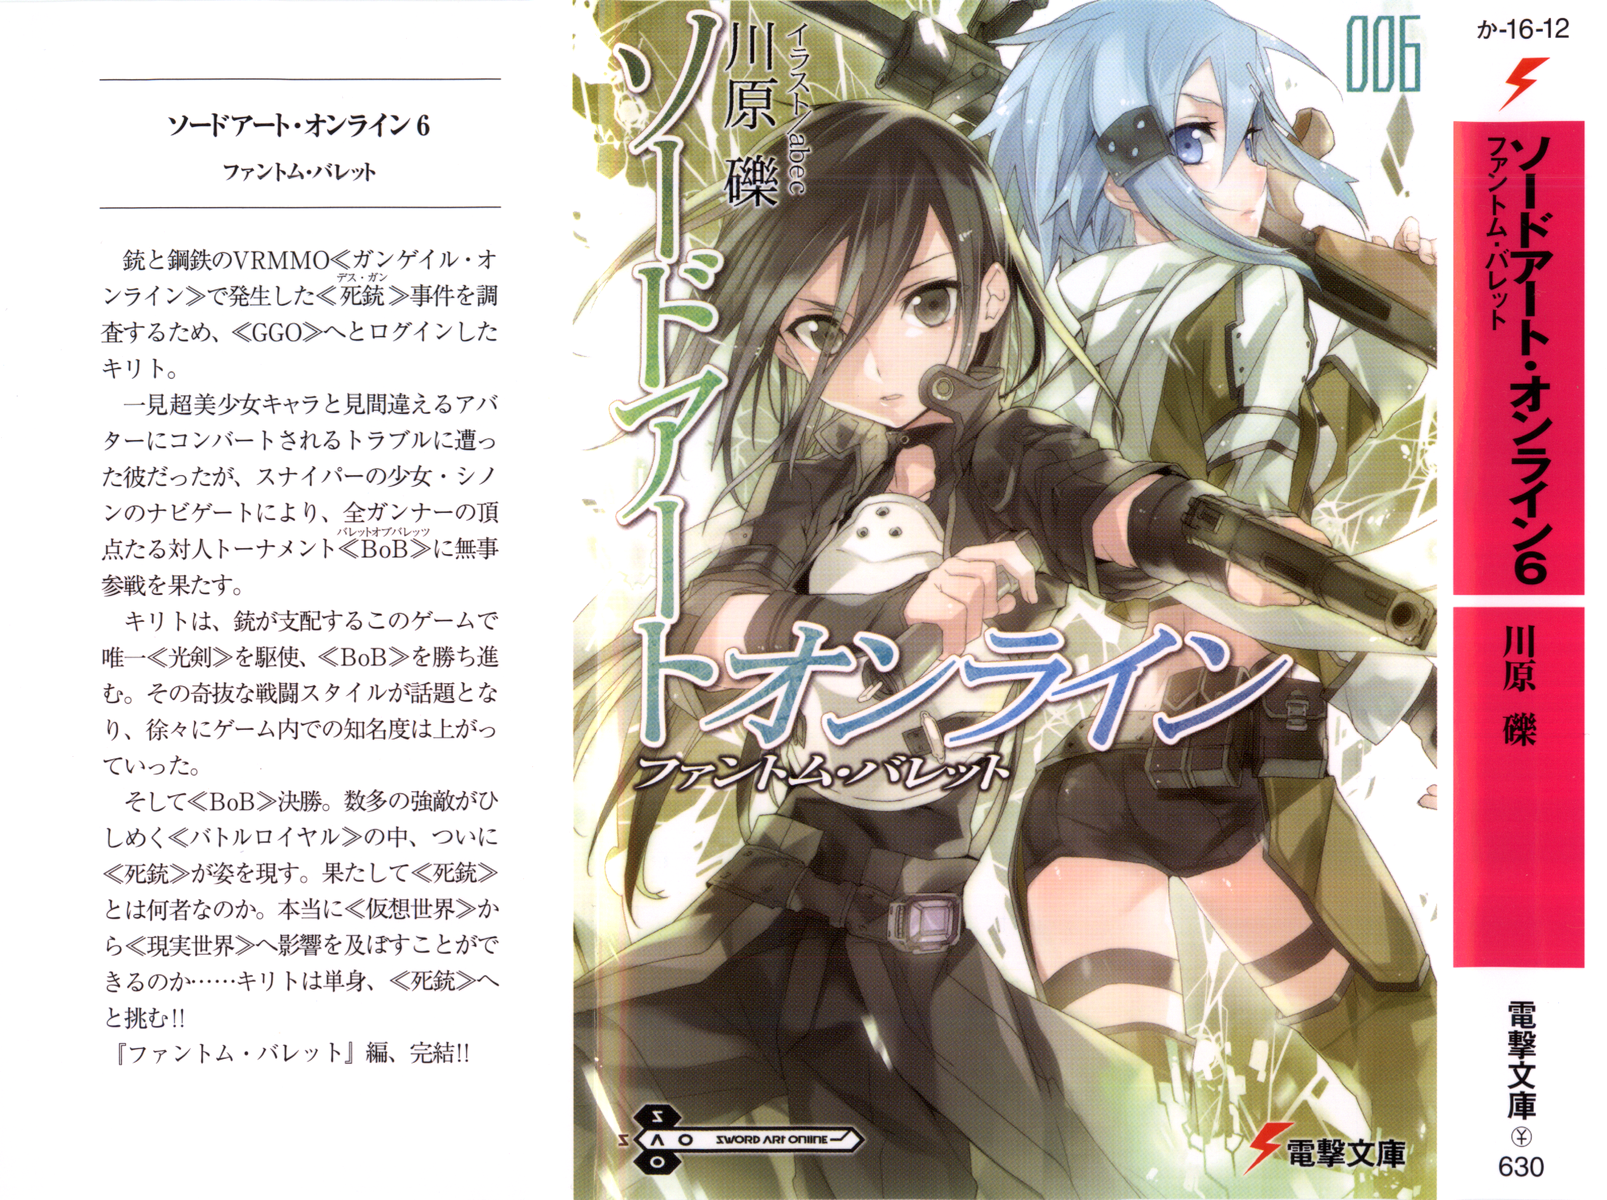 ソードアート・オンライン6
ファントム・バレット
銃と鋼鉄のVRMMO≪ガンゲイル・オ
デス・ガン
ンライン≫で発生した≪死銃≫事件を調
査するため、≪GGO≫へとログインした
キリト。
一見超美少女キャラと見間違えるアバ
ターにコンバートされるトラブルに遭っ
た彼だったが、スナイパーの少女・シノ
ンのナビゲートにより、全ガンナーの頂
バレットオブバレッツ
点たる対人トーナメント≪BoB≫に無事
参戦を果たす。
キリトは、銃が支配するこのゲームで
唯一≪光剣≫を駆使、≪BoB≫を勝ち進
む。その奇抜な戦闘スタイルが話題とな
り、徐々にゲーム内での知名度は上がっ
ていった。
そして≪BoB≫決勝。数多の強敵がひ
しめく≪バトルロイヤル≫の中、ついに
≪死銃≫が姿を現す。果たして≪死銃≫
とは何者なのか。本当に≪仮想世界≫か
ら≪現実世界≫へ影響を及ぼすことがで
きるのか……キリトは単身、≪死銃≫へ
と挑む!!
『ファントム・バレット』編、完結!!
ソードアート
オンライン
ファントム・バレット
川原 礫
イラスト/abec
006
S
SAO
O
SWORD ART ONLINE
電撃文庫
か-16-12
ソードアート・オンライン6
ファントム・バレット
川原 礫
電撃文庫
¥
630